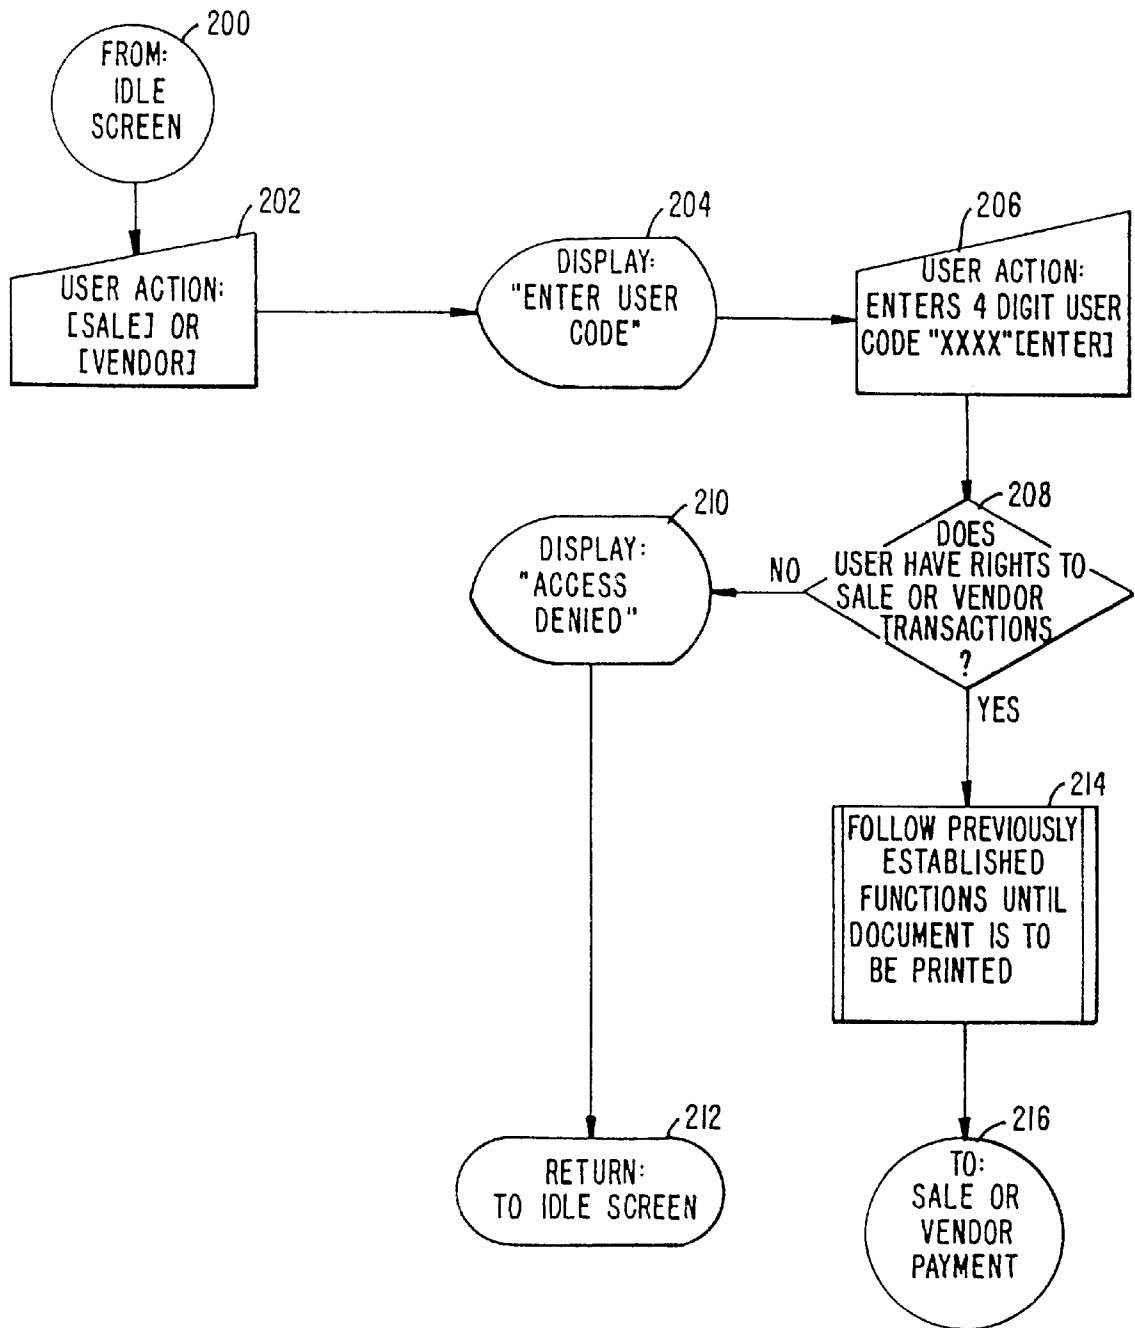 200
FROM:
IDLE
SCREEN
202
USER ACTION:
[SALE] OR
[VENDOR]
204
DISPLAY:
"ENTER USER
CODE"
206
USER ACTION:
ENTERS 4 DIGIT USER
CODE "XXXX"[ENTER]
208
DOES
USER HAVE RIGHTS TO
SALE OR VENDOR
TRANSACTIONS
?
NO
YES
210
DISPLAY:
"ACCESS
DENIED"
212
RETURN:
TO IDLE SCREEN
214
FOLLOW PREVIOUSLY
ESTABLISHED
FUNCTIONS UNTIL
DOCUMENT IS TO
BE PRINTED
216
TO:
SALE OR
VENDOR
PAYMENT